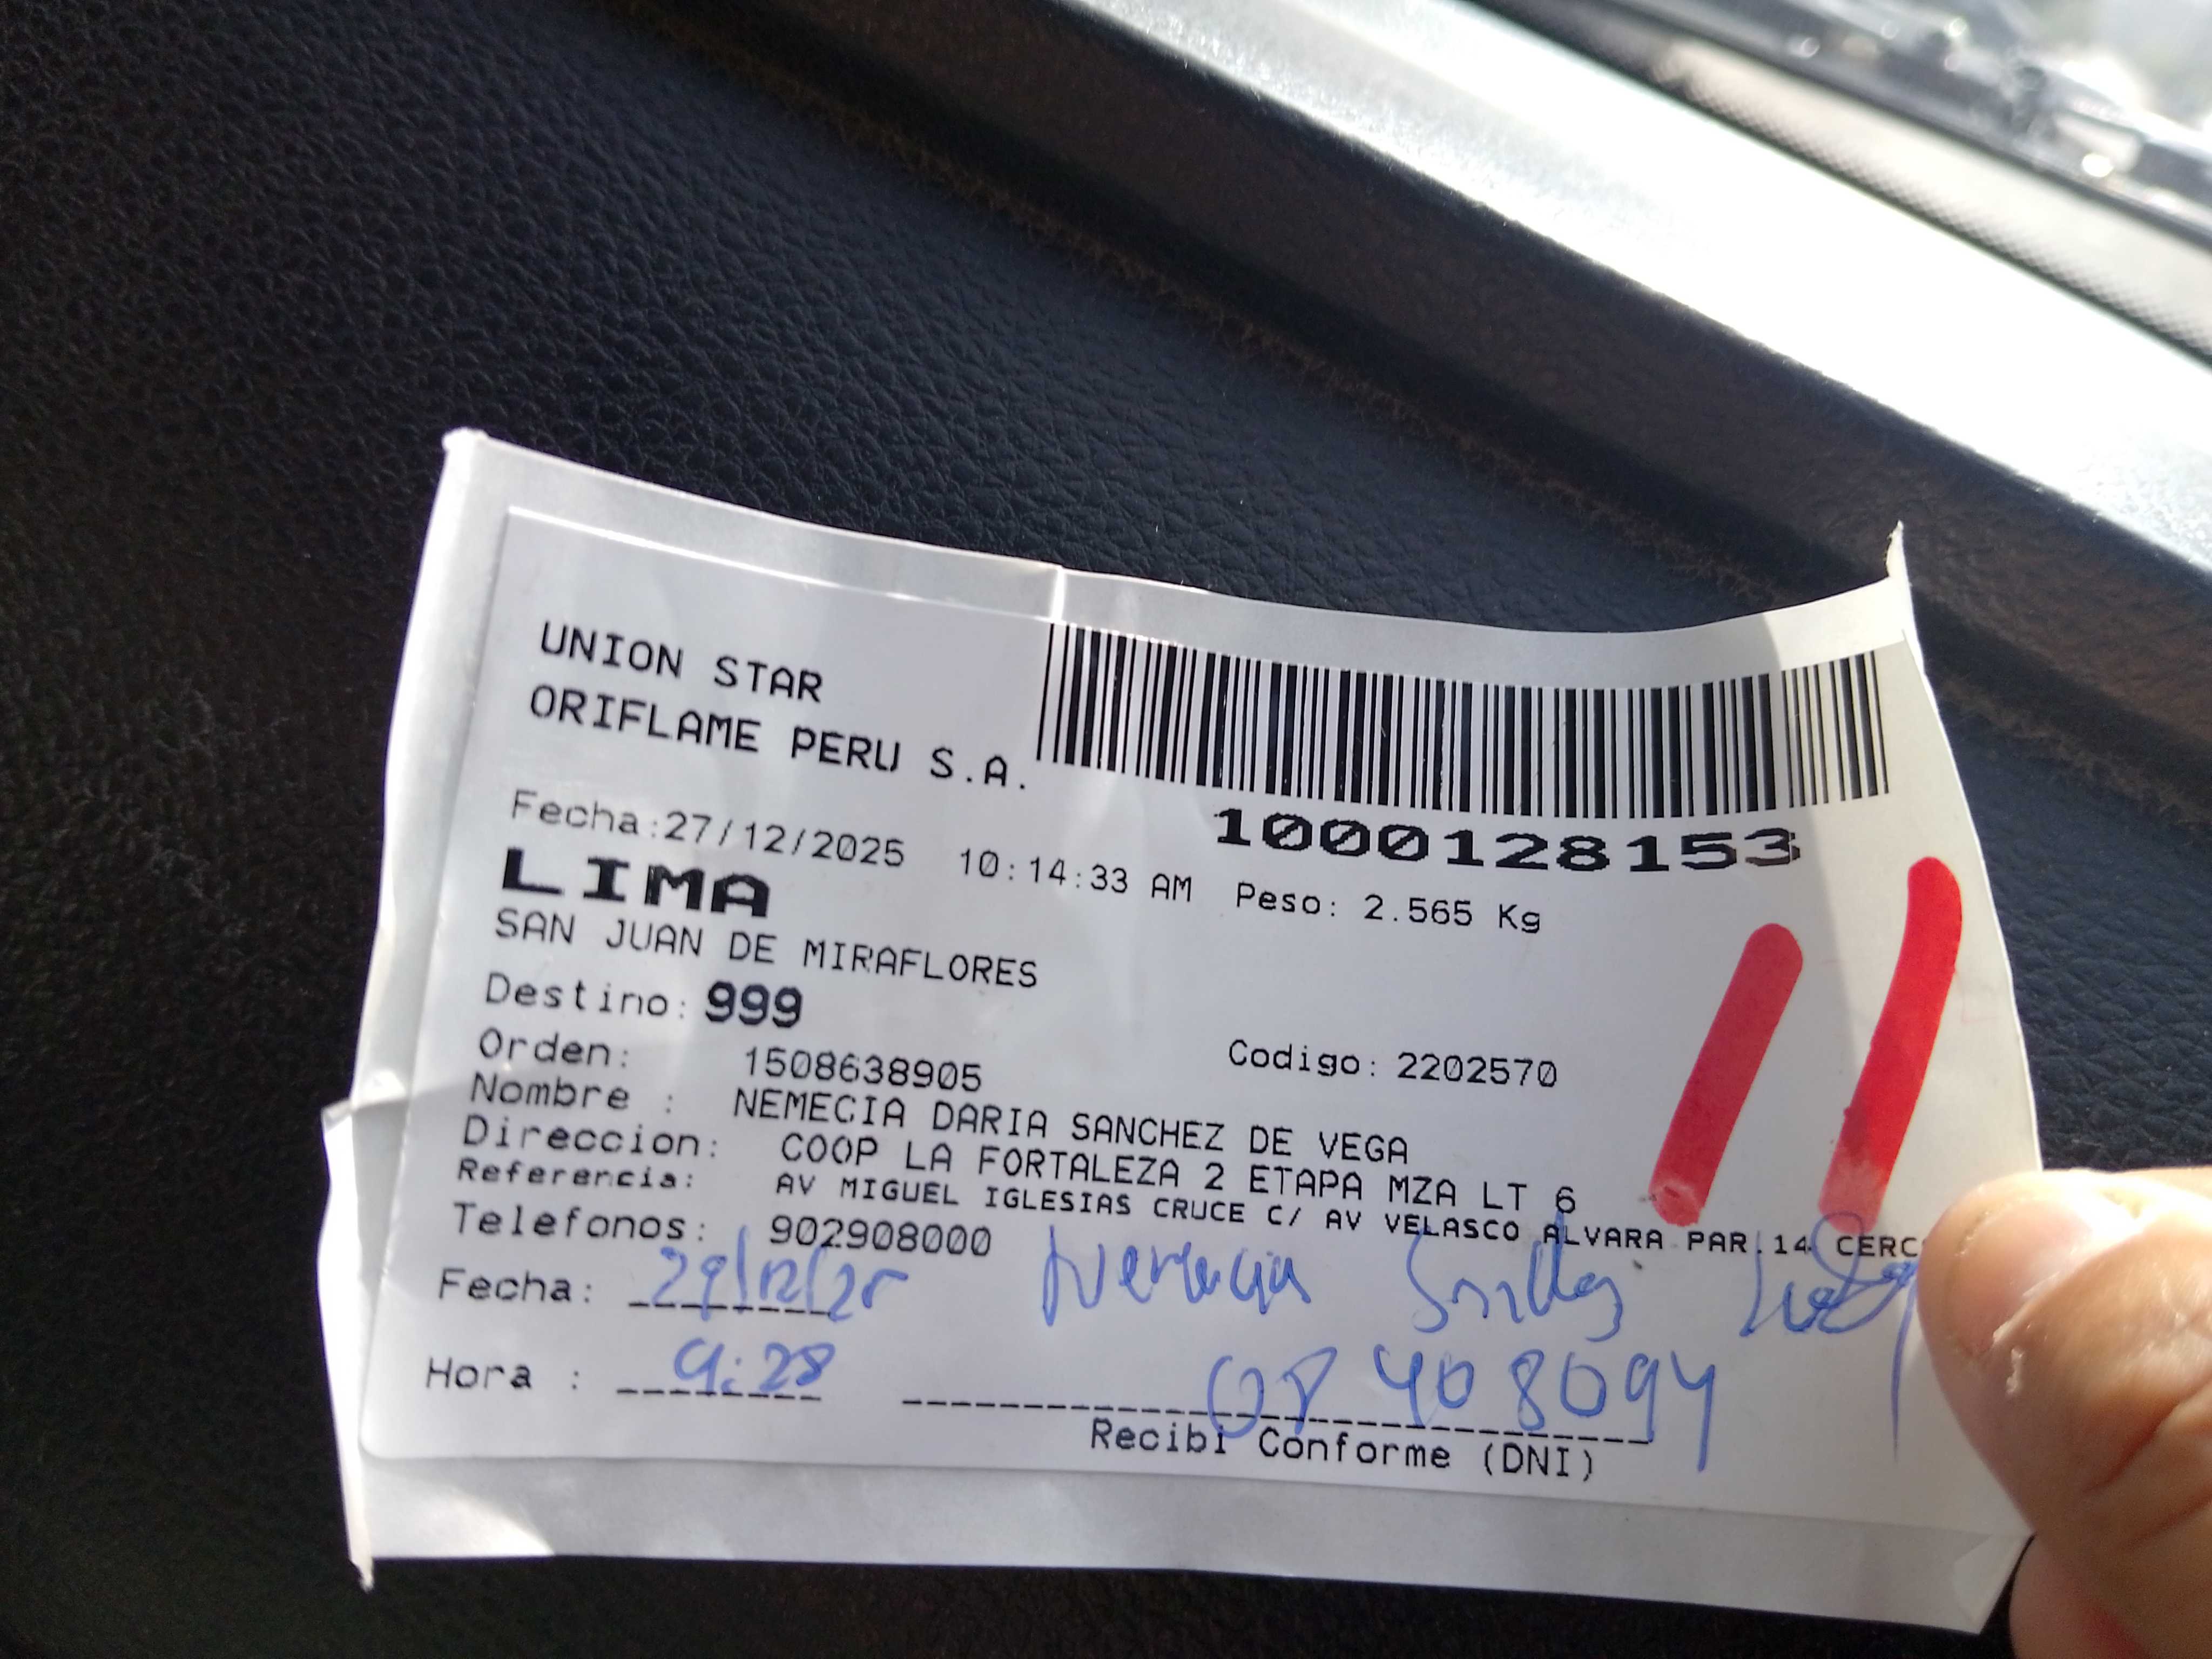 UNION STAR
ORIFLAME PERU S.A.
1000128153
Fecha:27/12/2025 10:14:33 AM Peso: 2.565 Kg
LIMA
SAN JUAN DE MIRAFLORES
Destino: 999
Orden: 1508638905 Codigo: 2202570
Nombre : NEMECIA DARIA SANCHEZ DE VEGA
Direccion: COOP LA FORTALEZA 2 ETAPA MZA LT 6
Referencia: AV MIGUEL IGLESIAS CRUCE C/ AV VELASCO ALVARA PAR.14 CERC
Telefonos: 902908000
Fecha: 29/12/25 Nemecia
Hora : 9:28 08408094
Recibi Conforme (DNI)